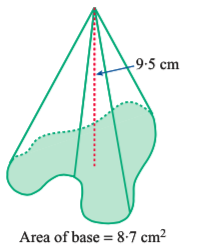 9·5 cm
Area of base = 8·7 cm²